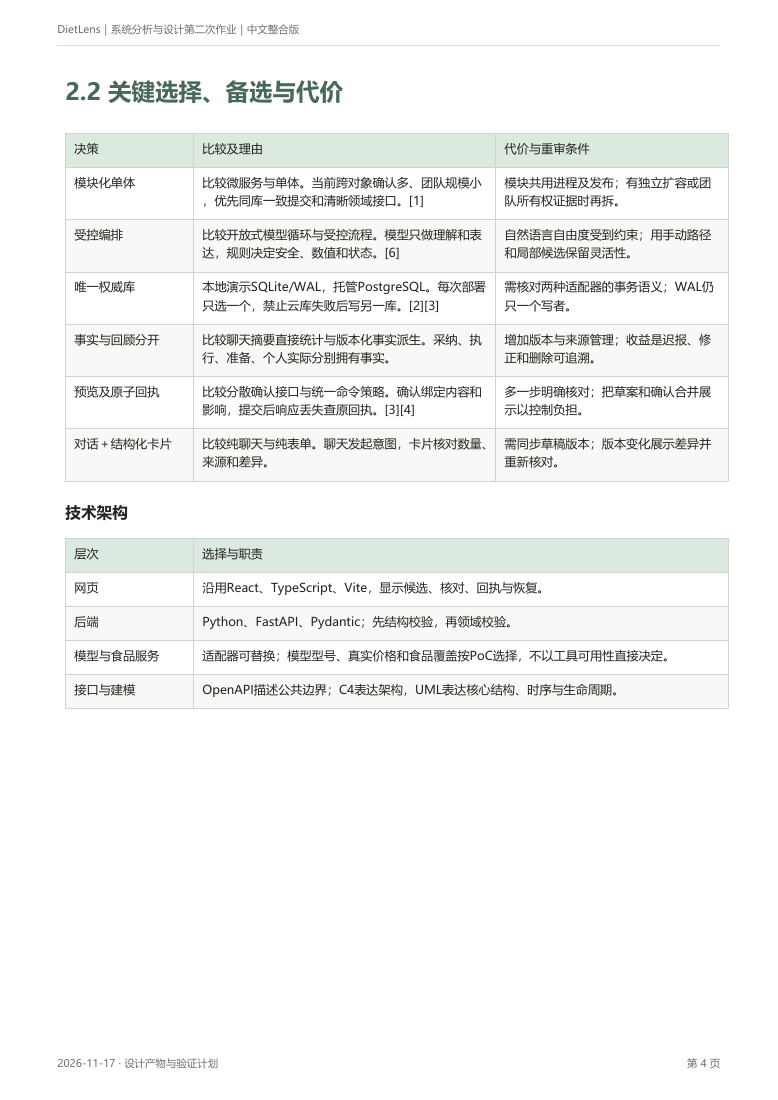 DietLens | 系统分析与设计第二次作业 | 中文整合版
2.2 关键选择、备选与代价
决策
比较及理由
代价与重审条件
模块化单体
比较微服务与单体。当前跨对象确认多、团队规模小
，优先同库一致提交和清晰领域接口。[1]
模块共用进程及发布；有独立扩容或团
队所有权证据时再拆。
受控编排
比较开放式模型循环与受控流程。模型只做理解和表
达，规则决定安全、数值和状态。[6]
自然语言自由度受到约束；用手动路径
和局部候选保留灵活性。
唯一权威库
本地演示SQLite/WAL，托管PostgreSQL。每次部署
只选一个，禁止云库失败后写另一库。[2][3]
需核对两种适配器的事务语义；WAL仍
只一个写者。
事实与回顾分开
比较聊天摘要直接统计与版本化事实派生。采纳、执
行、准备、个人实际分别拥有事实。
增加版本与来源管理；收益是迟报、修
正和删除可追溯。
预览及原子回执
比较分散确认接口与统一命令策略。确认绑定内容和
影响，提交后响应丢失查原回执。[3][4]
多一步明确核对；把草案和确认合并展
示以控制负担。
对话＋结构化卡片
比较纯聊天与纯表单。聊天发起意图，卡片核对数量、
来源和差异。
需同步草稿版本；版本变化展示差异并
重新核对。
技术架构
层次
选择与职责
网页
沿用React、TypeScript、Vite，显示候选、核对、回执与恢复。
后端
Python、FastAPI、Pydantic；先结构校验，再领域校验。
模型与食品服务
适配器可替换；模型型号、真实价格和食品覆盖按PoC选择，不以工具可用性直接决定。
接口与建模
OpenAPI描述公共边界；C4表达架构，UML表达核心结构、时序与生命周期。
2026-11-17 · 设计产物与验证计划
第 4 页